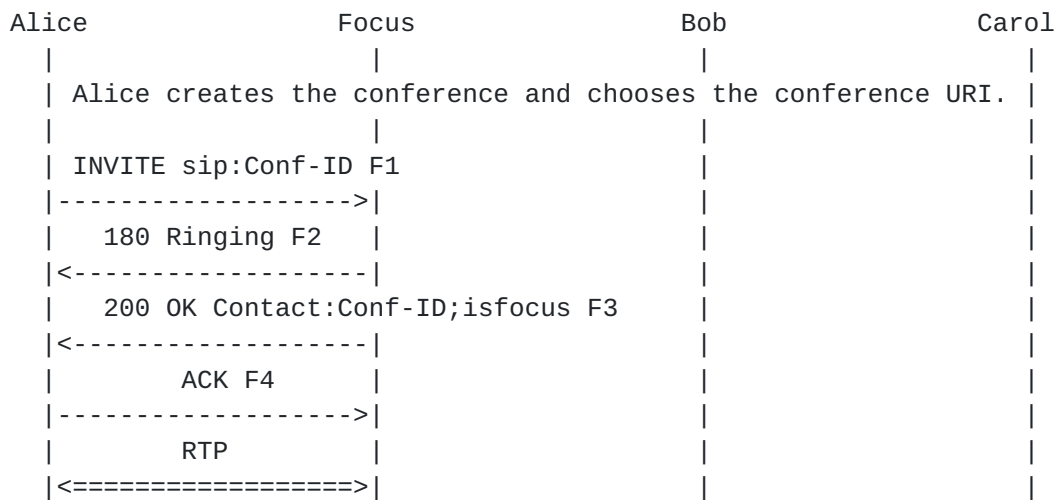 Alice Focus Bob Carol
Alice creates the conference and chooses the conference URI.
INVITE sip:Conf-ID F1
180 Ringing F2
200 OK Contact:Conf-ID;isfocus F3
ACK F4
RTP